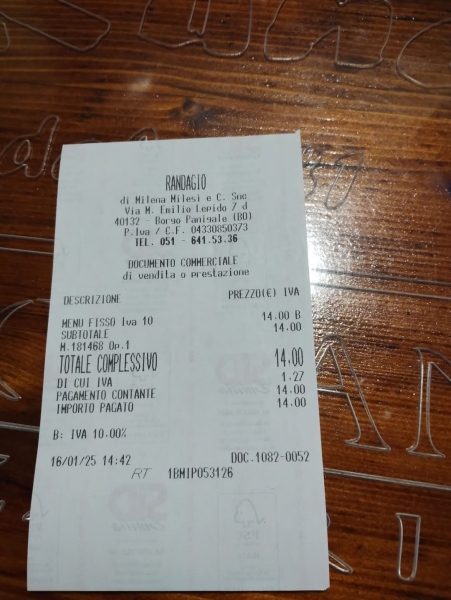 RANDAGIO
di Milena Milesi e C. Snc
Via M. Emilio Lepido 7 d
40132 - Borgo Panigale (BO)
P.Iva / C.F. 04330850373
TEL. 051 - 641.53.36
DOCUMENTO COMMERCIALE
di vendita o prestazione
DESCRIZIONE PREZZO(€) IVA
MENU FISSO Iva 10 14.00 B
SUBTOTALE 14.00
M.181468 Op.1
TOTALE COMPLESSIVO 14.00
DI CUI IVA 1.27
PAGAMENTO CONTANTE 14.00
IMPORTO PAGATO 14.00
B: IVA 10.00%
16/01/25 14:42 DOC.1082-0052
RT 1BMIP053126